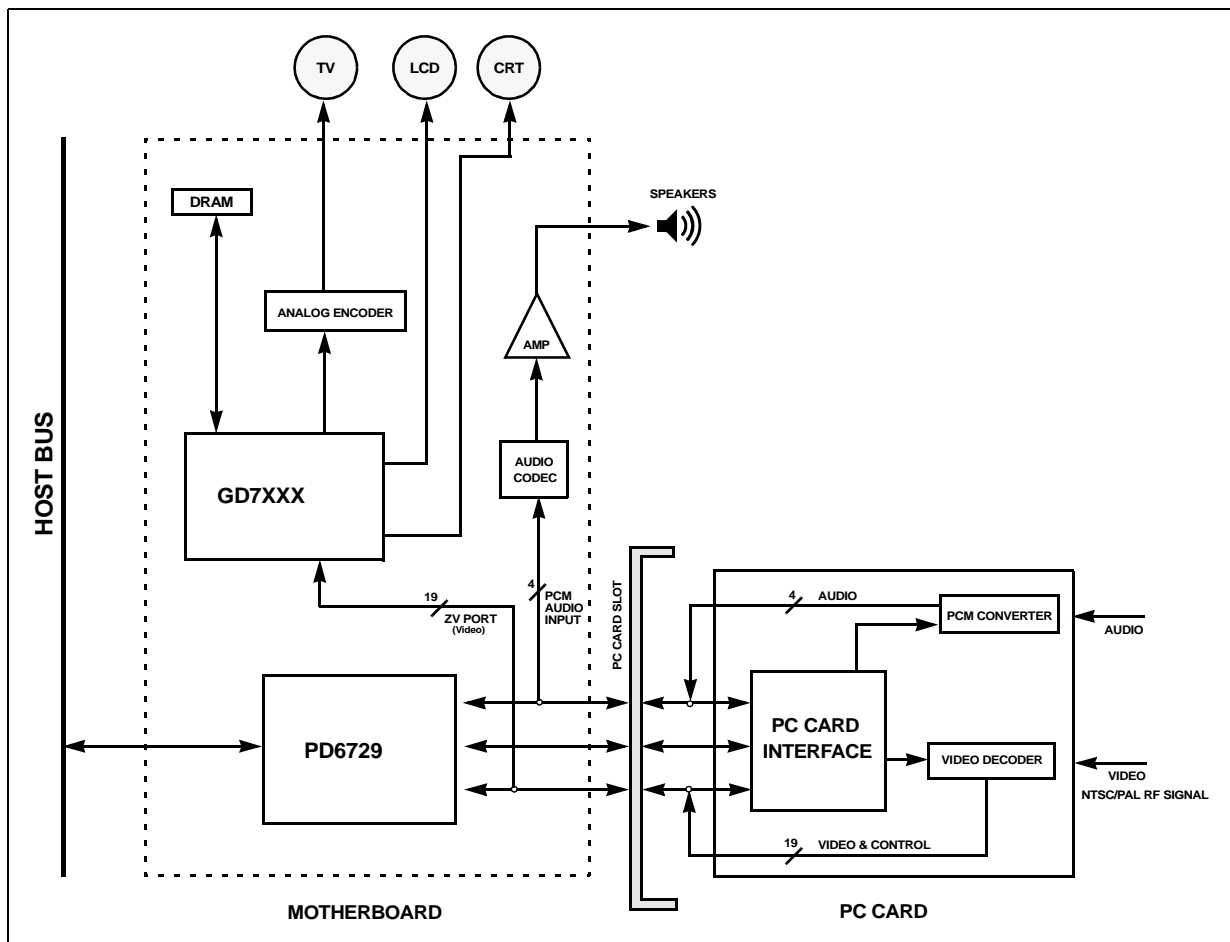 TV
LCD
CRT
DRAM
SPEAKERS
ANALOG ENCODER
AMP
HOST BUS
GD7XXX
AUDIO
CODEC
19
ZV PORT
(Video)
4
PCM
AUDIO
INPUT
PC CARD SLOT
4
AUDIO
PCM CONVERTER
AUDIO
PD6729
PC CARD
INTERFACE
VIDEO DECODER
VIDEO
NTSC/PAL RF SIGNAL
19
VIDEO & CONTROL
MOTHERBOARD
PC CARD